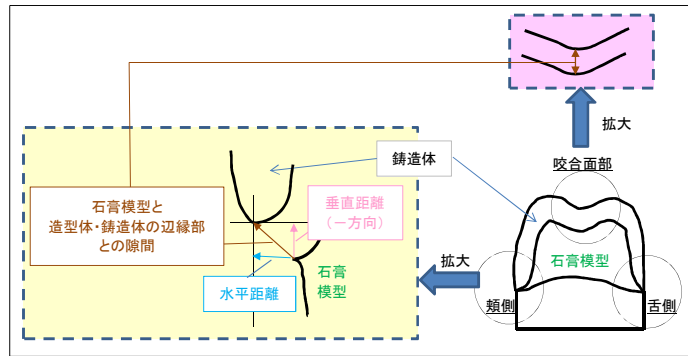 拡大
鋳造体
咬合面部
石膏模型と
造型体・鋳造体の辺縁部
との隙間
垂直距離
（－方向）
石膏
模型
水平距離
拡大
石膏模型
頬側
舌側